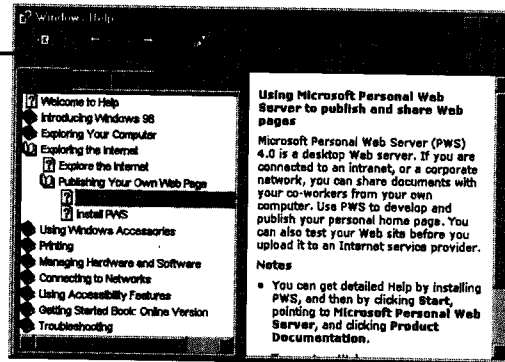 Windows Help
Welcome to Help
Introducing Windows 98
Exploring Your Computer
Exploring the Internet
Explore the Internet
Publishing Your Own Web Page
Install PWS
Using Windows Accessories
Printing
Managing Hardware and Software
Connecting to Networks
Using Accessibility Features
Getting Started Book: Online Version
Troubleshooting
Using Microsoft Personal Web
Server to publish and share Web
pages
Microsoft Personal Web Server (PWS)
4.0 is a desktop Web server. If you are
connected to an intranet, or a corporate
network, you can share documents with
your co-workers from your own
computer. Use PWS to develop and
publish your personal home page. You
can also test your Web site before you
upload it to an Internet service provider.
Notes
• You can get detailed Help by installing
PWS, and then by clicking Start,
pointing to Microsoft Personal Web
Server, and clicking Product
Documentation.